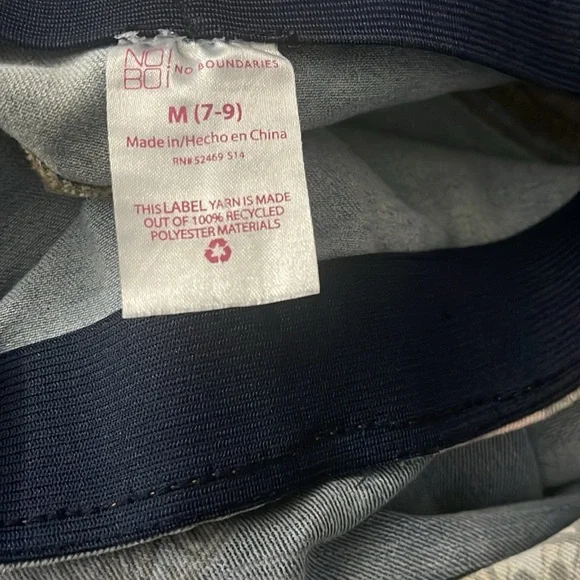 NO!
BO!
NO BOUNDARIES
M (7-9)
Made in/Hecho en China
RN# 52469 S14
THIS LABEL YARN IS MADE
OUT OF 100% RECYCLED
POLYESTER MATERIALS